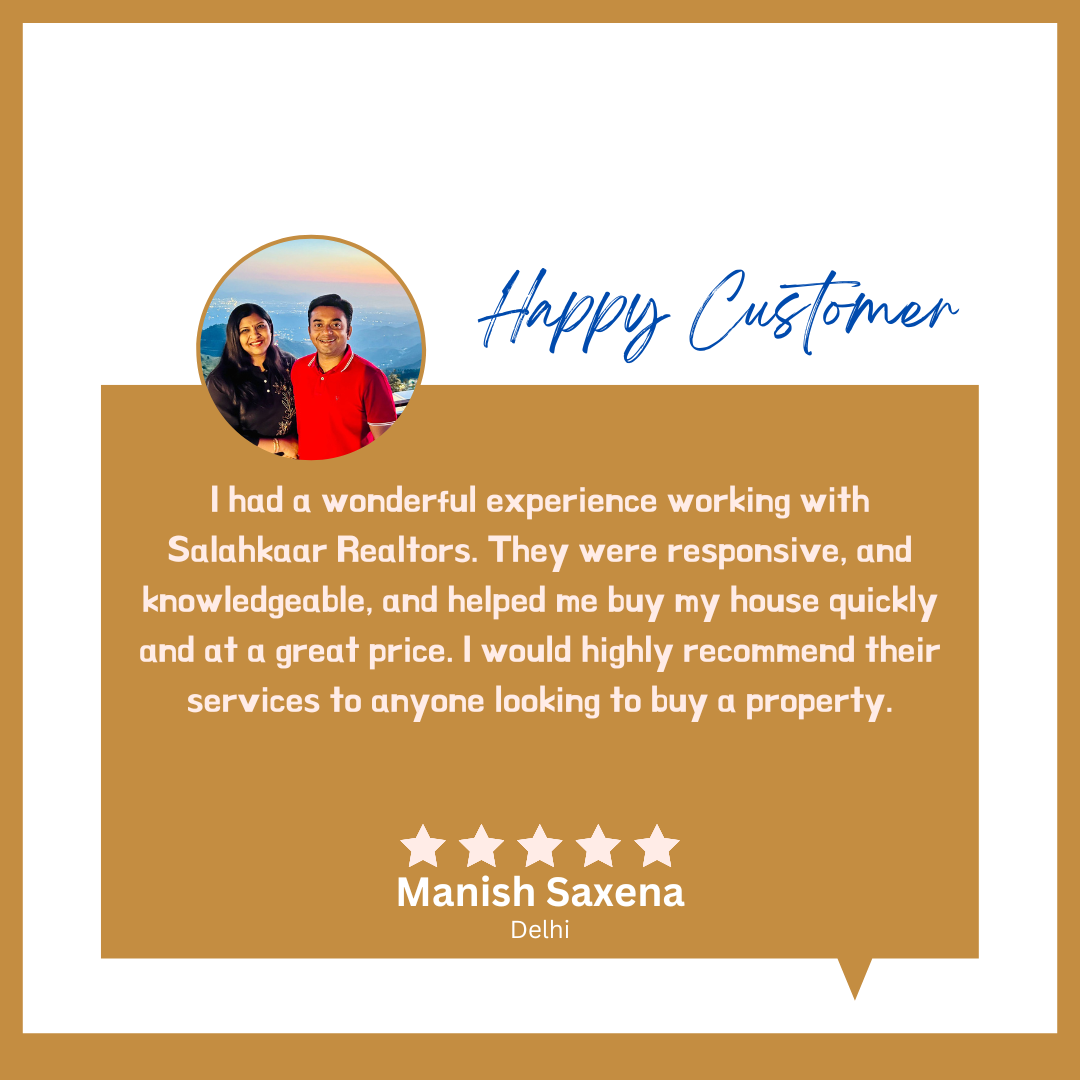 Happy Customer
I had a wonderful experience working with
Salahkaar Realtors. They were responsive, and
knowledgeable, and helped me buy my house quickly
and at a great price. I would highly recommend their
services to anyone looking to buy a property.
Manish Saxena
Delhi